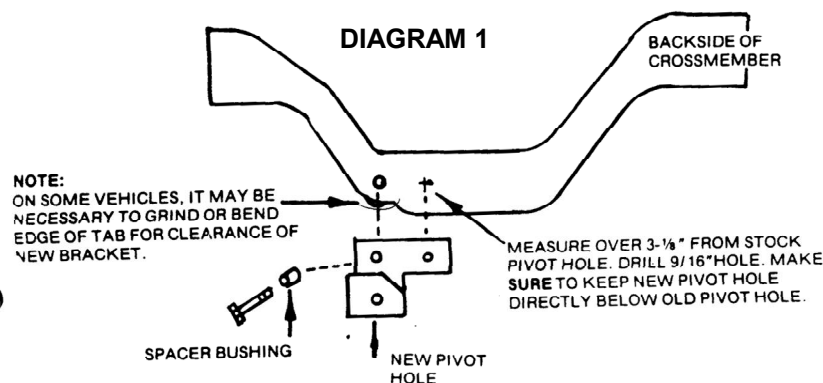 DIAGRAM 1
BACKSIDE OF
CROSSMEMBER
NOTE:
ON SOME VEHICLES, IT MAY BE
NECESSARY TO GRIND OR BEND
EDGE OF TAB FOR CLEARANCE OF
NEW BRACKET.
MEASURE OVER 3-⅛" FROM STOCK
PIVOT HOLE. DRILL 9/16"HOLE. MAKE
SURE TO KEEP NEW PIVOT HOLE
DIRECTLY BELOW OLD PIVOT HOLE.
SPACER BUSHING
NEW PIVOT
HOLE